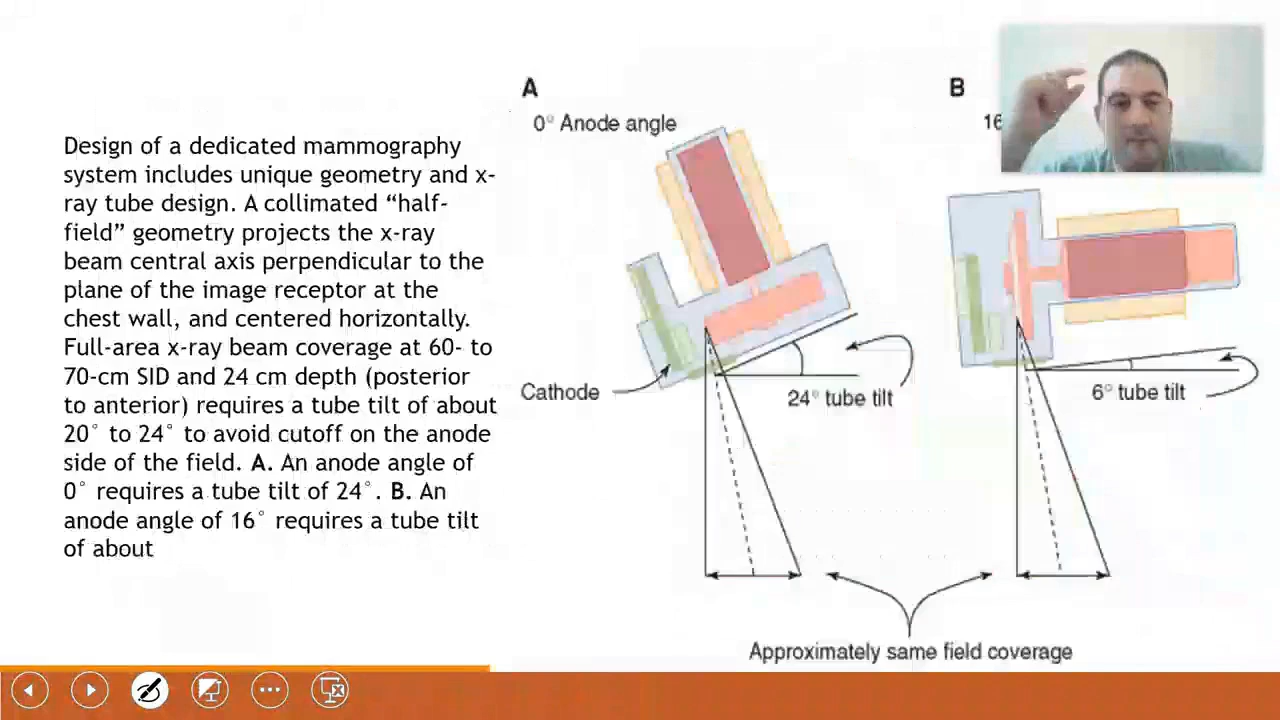 Design of a dedicated mammography
system includes unique geometry and x-
ray tube design. A collimated “half-
field” geometry projects the x-ray
beam central axis perpendicular to the
plane of the image receptor at the
chest wall, and centered horizontally.
Full-area x-ray beam coverage at 60- to
70-cm SID and 24 cm depth (posterior
to anterior) requires a tube tilt of about
20° to 24° to avoid cutoff on the anode
side of the field. A. An anode angle of
0° requires a tube tilt of 24°. B. An
anode angle of 16° requires a tube tilt
of about
A
0° Anode angle
Cathode
24° tube tilt
B
16
6° tube tilt
Approximately same field coverage